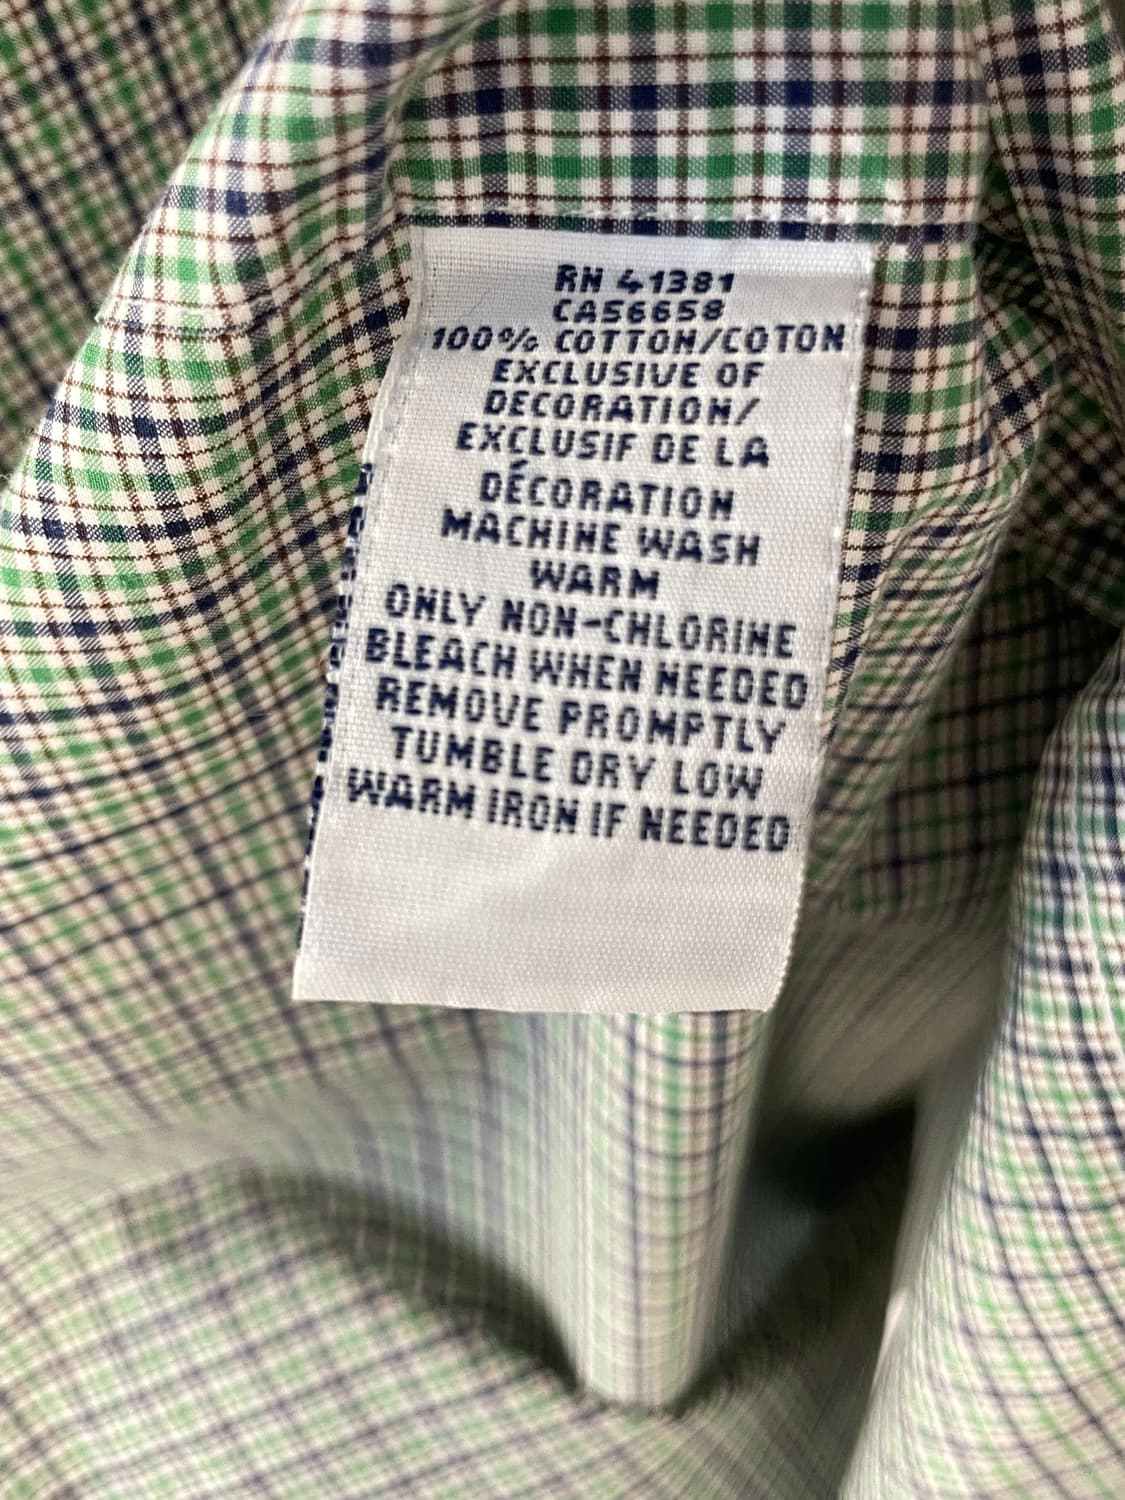 RN 41381
CA56658
100% COTTON/COTON
EXCLUSIVE OF
DECORATION/
EXCLUSIF DE LA
DÉCORATION
MACHINE WASH
WARM
ONLY NON-CHLORINE
BLEACH WHEN NEEDED
REMOVE PROMPTLY
TUMBLE DRY LOW
WARM IRON IF NEEDED